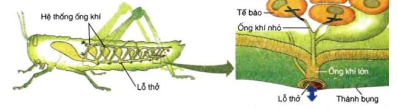 Hệ thống ống khí
Lỗ thở
Tế bào
Ống khí nhỏ
Ống khí lớn
Lỗ thở
Thành bụng